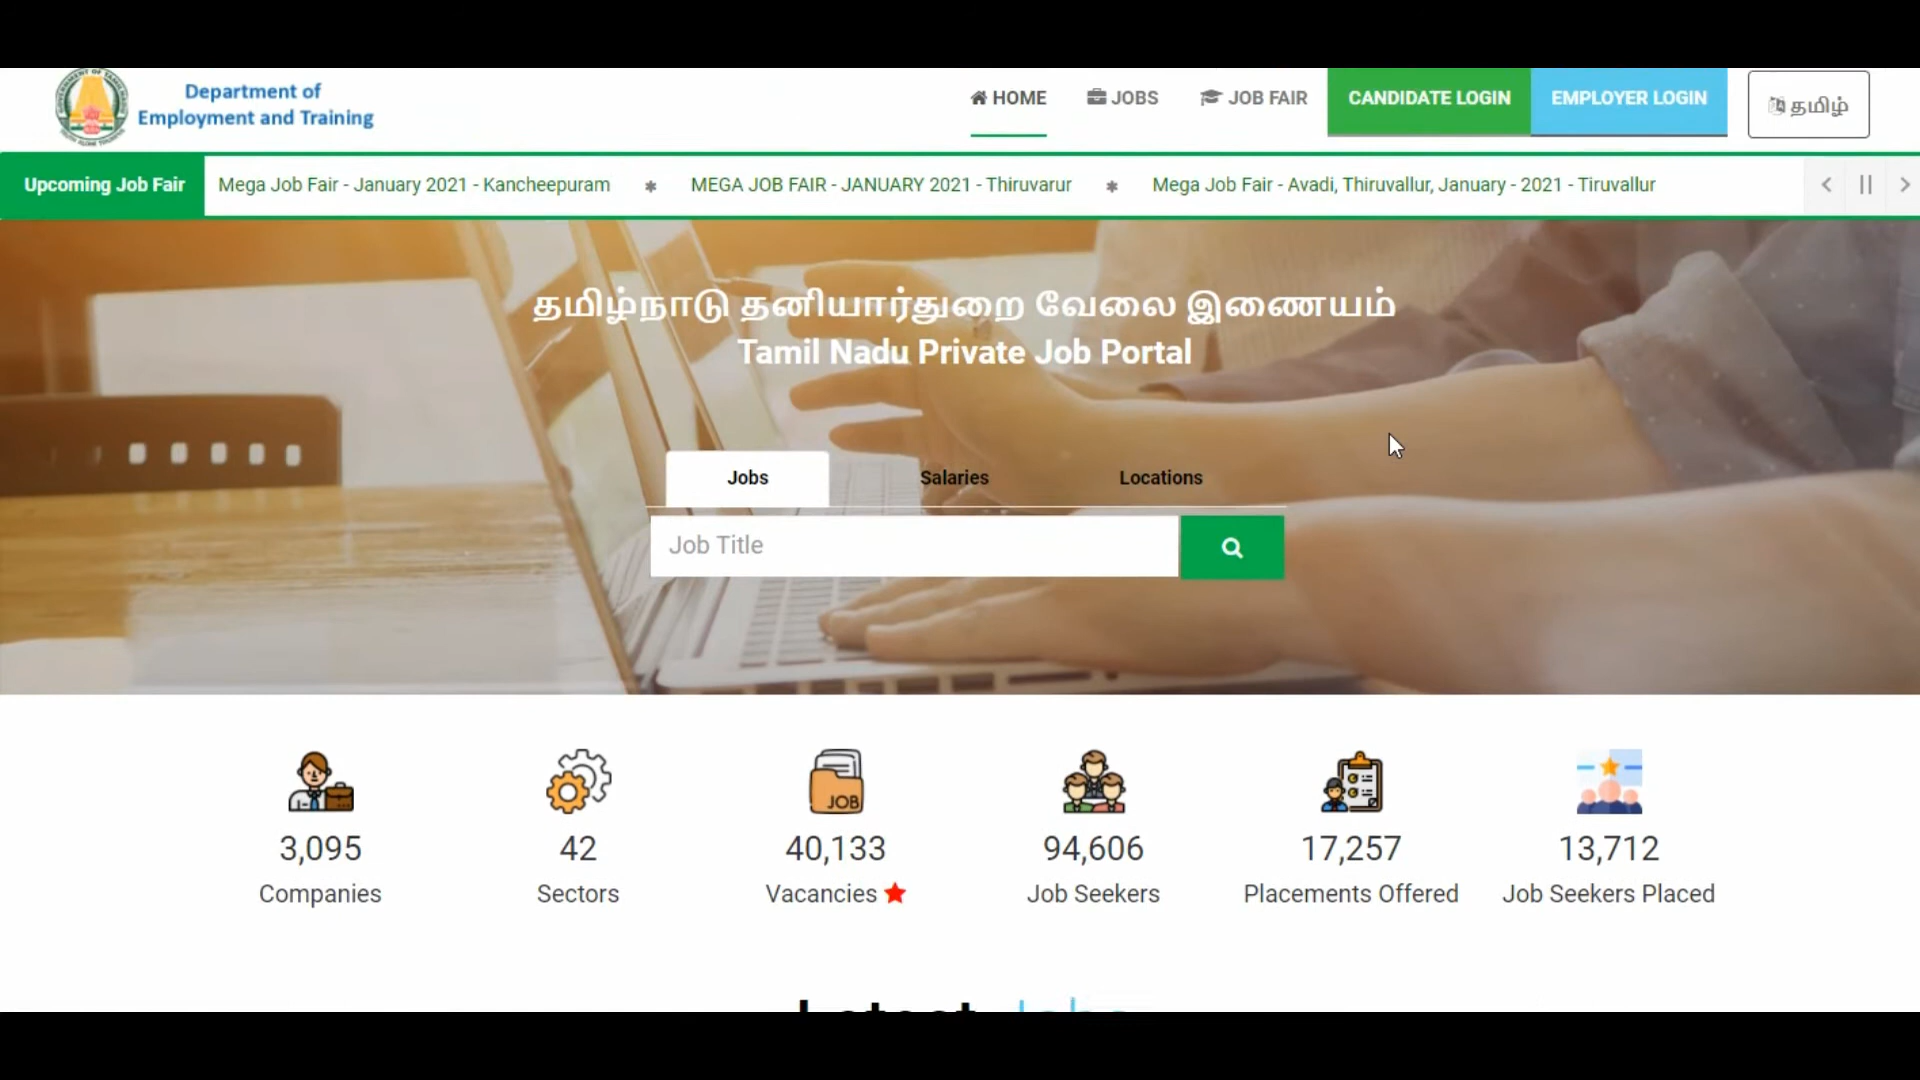 Department of
Employment and Training
HOME
JOBS
JOB FAIR
CANDIDATE LOGIN
EMPLOYER LOGIN
தமிழ்
Upcoming Job Fair
Mega Job Fair - January 2021 - Kancheepuram
MEGA JOB FAIR - JANUARY 2021 - Thiruvarur
Mega Job Fair - Avadi, Thiruvallur, January - 2021 - Tiruvallur
தமிழ்நாடு தனியார்துறை வேலை இணையம்
Tamil Nadu Private Job Portal
Jobs
Salaries
Locations
Job Title
JOB
3,095
Companies
42
Sectors
40,133
Vacancies
94,606
Job Seekers
17,257
Placements Offered
13,712
Job Seekers Placed